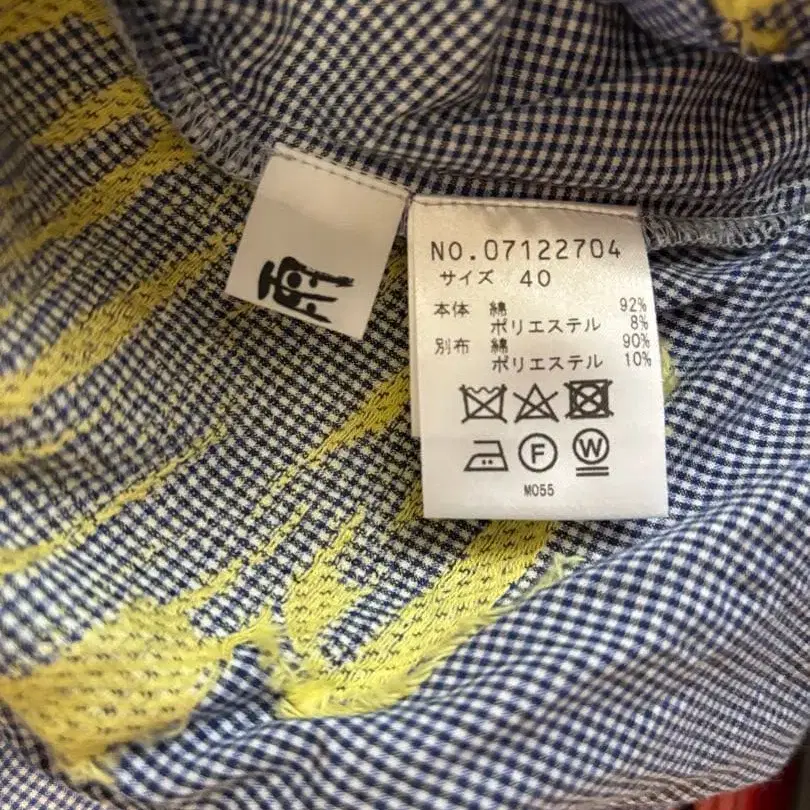 NO.07122704
サイズ 40
本体 綿 92%
ポリエステル 8%
別布 綿 90%
ポリエステル 10%
F W
M055